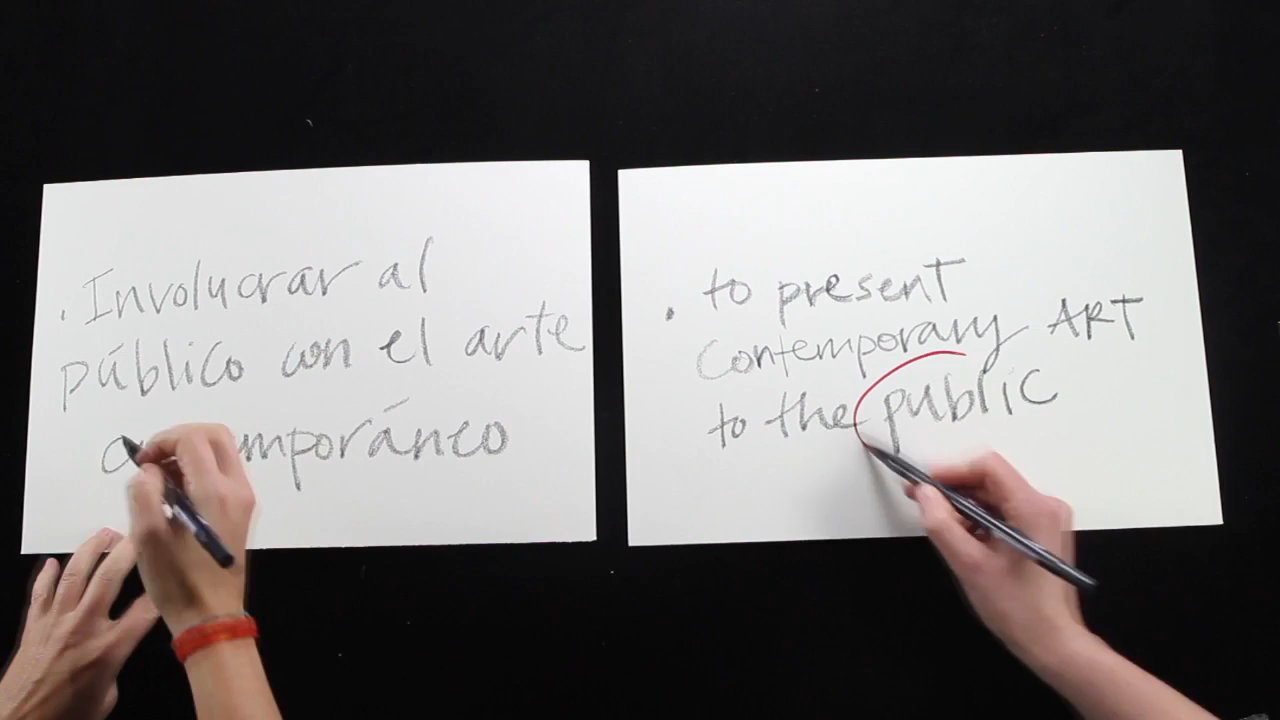 . Involucrar al
público con el arte
. to present
Contemporary ART
to the public